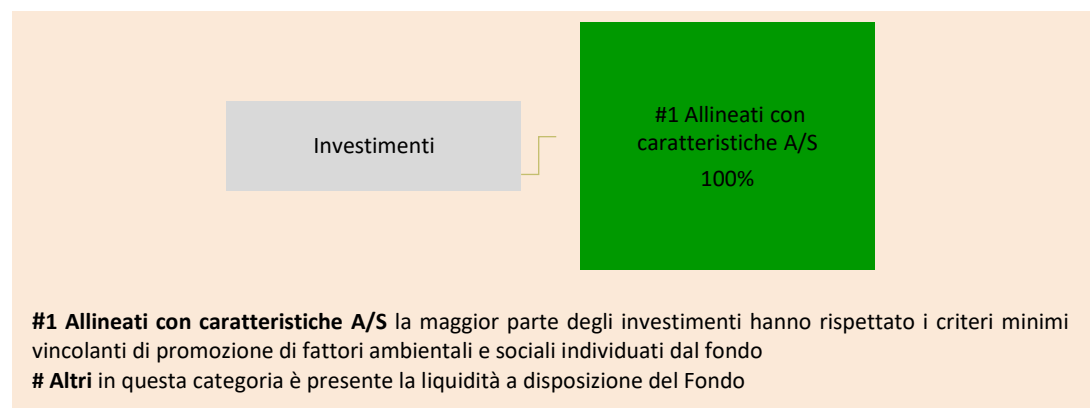 Investimenti
#1 Allineati con
caratteristiche A/S
100%
#1 Allineati con caratteristiche A/S la maggior parte degli investimenti hanno rispettato i criteri minimi
vincolanti di promozione di fattori ambientali e sociali individuati dal fondo
# Altri in questa categoria è presente la liquidità a disposizione del Fondo